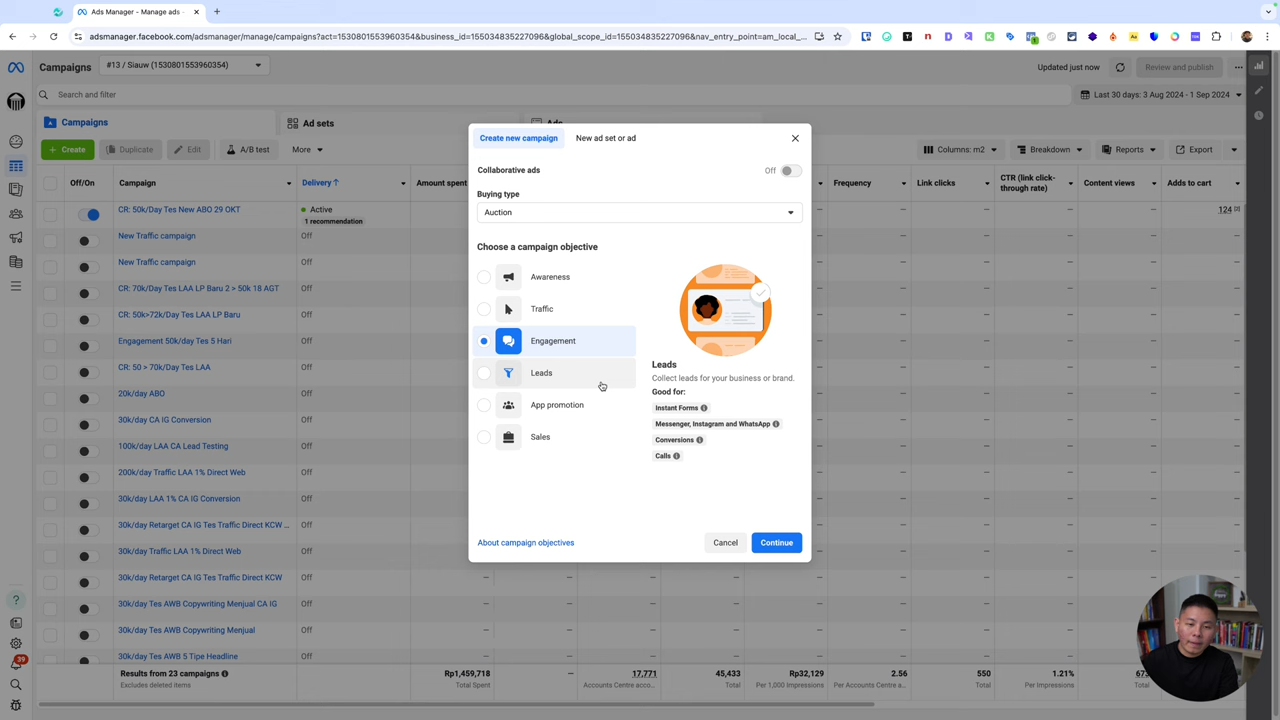 Ads Manager - Manage ads -
adsmanager.facebook.com/adsmanager/manage/campaigns?act=1530801553960354&business_id=155034835227096&global_scope_id=155034835227096&nav_entry_point=am_local_...
Campaigns
#13 / Siauw (1530801553960354)
Updated just now
Review and publish
Search and filter
Last 30 days: 3 Aug 2024 - 1 Sep 2024
Campaigns
Ad sets
Ads
+ Create
Duplicate
Edit
A/B test
More
Columns: m2
Breakdown
Reports
Export
Off/On
Campaign
Delivery ↑
Amount spent
Frequency
Link clicks
CTR (link click-through rate)
Content views
Adds to cart
CR: 50k/Day Tes New ABO 29 OKT
Active
1 recommendation
124 [2]
New Traffic campaign
Off
New Traffic campaign
Off
CR: 70k/Day Tes LAA LP Baru 2 > 50k 18 AGT
Off
CR: 50k>72k/Day Tes LAA LP Baru
Off
Engagement 50k/day Tes 5 Hari
Off
CR: 50 > 70k/Day Tes LAA
Off
20k/day ABO
Off
30k/day CA IG Conversion
Off
100k/day LAA CA Lead Testing
Off
200k/day Traffic LAA 1% Direct Web
Off
30k/day LAA 1% CA IG Conversion
Off
30k/day Retarget CA IG Tes Traffic Direct KCW ...
Off
30k/day Traffic LAA 1% Direct Web
Off
30k/day Retarget CA IG Tes Traffic Direct KCW
Off
30k/day Tes AWB Copywriting Menjual CA IG
Off
30k/day Tes AWB Copywriting Menjual
Off
30k/day Tes AWB 5 Tipe Headline
Off
Results from 23 campaigns
Excludes deleted items
Rp1,459,718
Total Spent
17,771
Accounts Centre acco...
45,433
Total
Rp32,129
Per 1,000 Impressions
2.56
Per Accounts Centre a...
550
Total
1.21%
Per Impressions
Total
39
Create new campaign
New ad set or ad
Collaborative ads
Off
Buying type
Auction
Choose a campaign objective
Awareness
Traffic
Engagement
Leads
App promotion
Sales
Leads
Collect leads for your business or brand.
Good for:
Instant Forms
Messenger, Instagram and WhatsApp
Conversions
Calls
About campaign objectives
Cancel
Continue